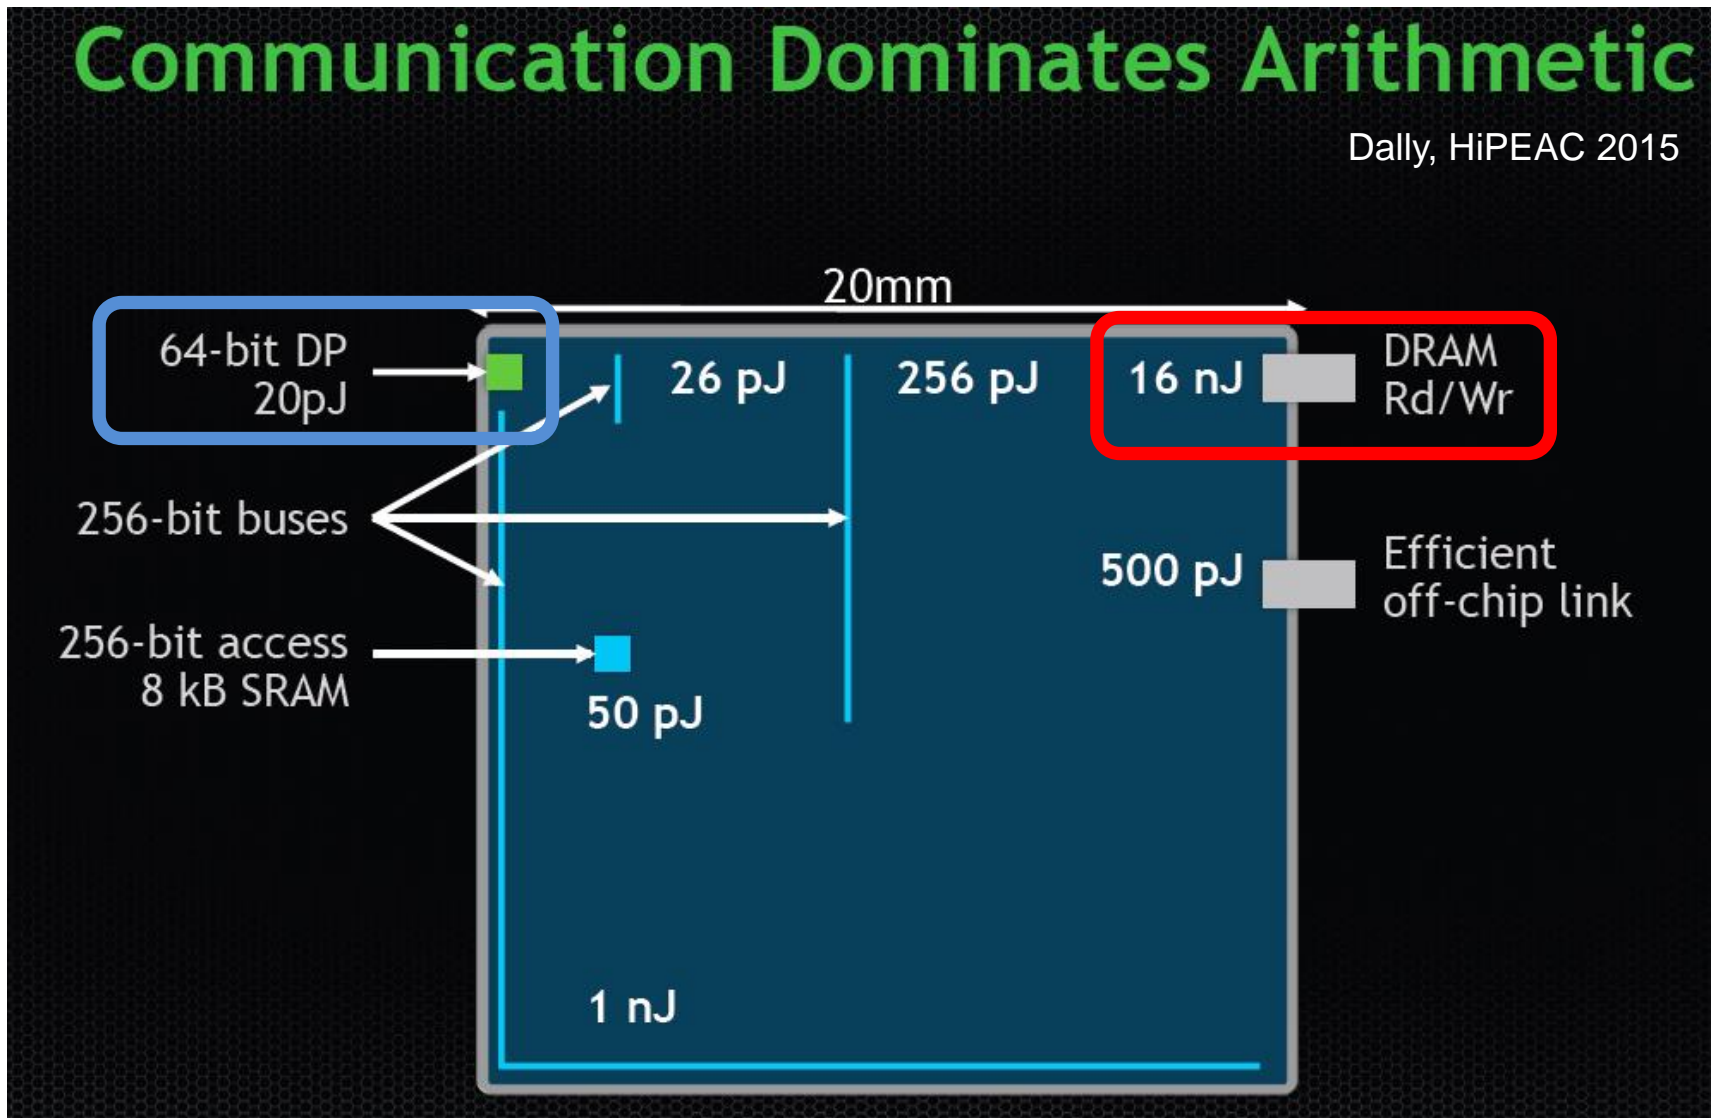 Communication Dominates Arithmetic
Dally, HiPEAC 2015
20mm
64-bit DP
20pJ
26 pJ
256 pJ
16 nJ
DRAM
Rd/Wr
256-bit buses
500 pJ
Efficient
off-chip link
256-bit access
8 kB SRAM
50 pJ
1 nJ